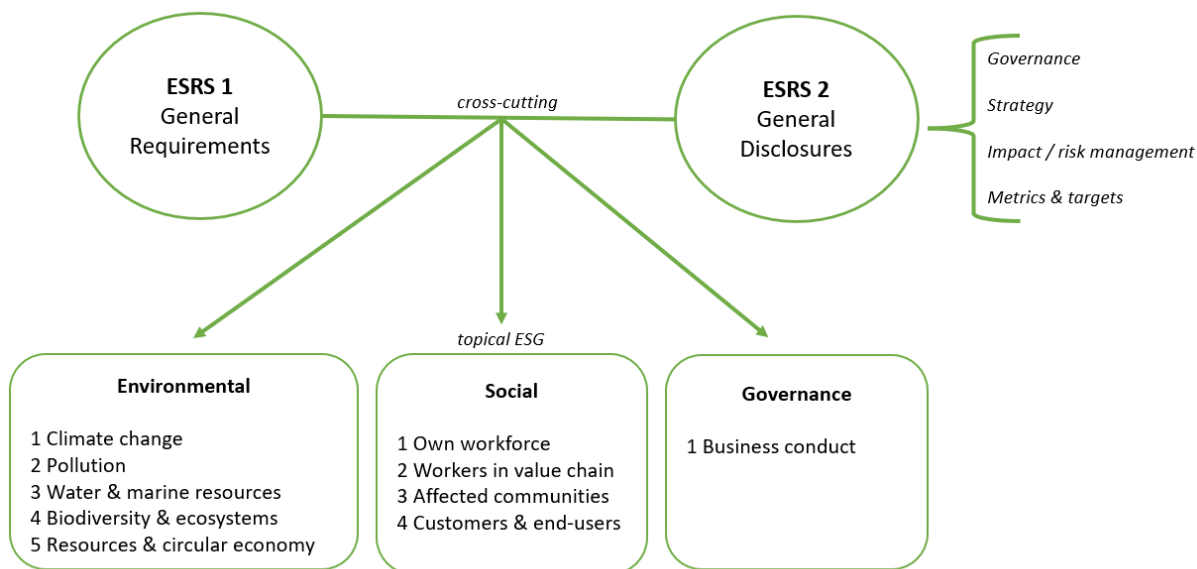 ESRS 1
General
Requirements
cross-cutting
ESRS 2
General
Disclosures
Governance
Strategy
Impact / risk management
Metrics & targets
topical ESG
Environmental
1 Climate change
2 Pollution
3 Water & marine resources
4 Biodiversity & ecosystems
5 Resources & circular economy
Social
1 Own workforce
2 Workers in value chain
3 Affected communities
4 Customers & end-users
Governance
1 Business conduct